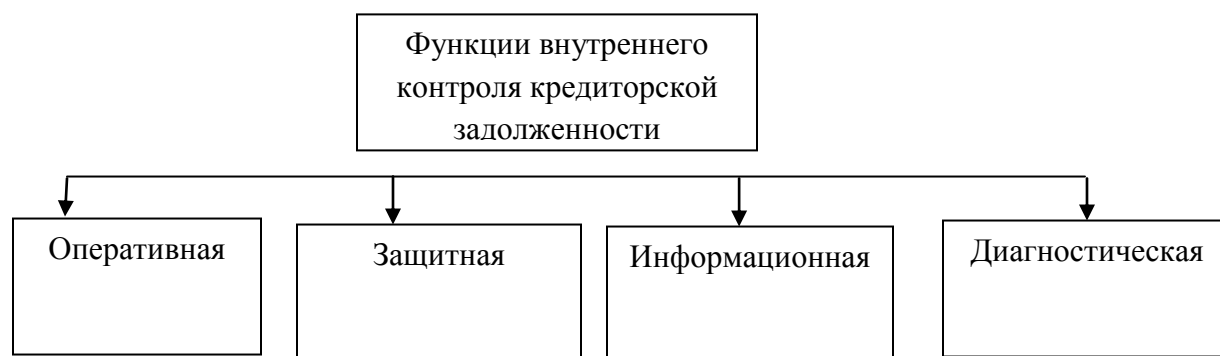 Функции внутреннего
контроля кредиторской
задолженности
Оперативная
Защитная
Информационная
Диагностическая